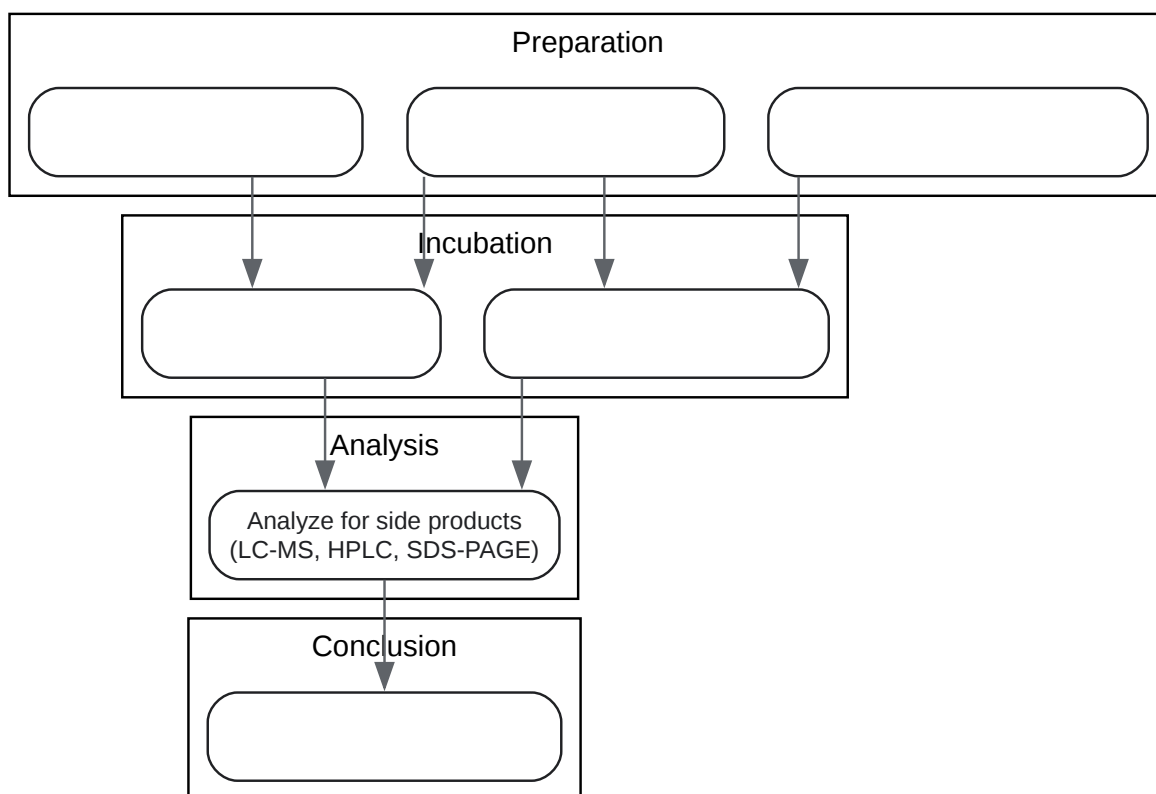 Preparation
Incubation
Analysis
Analyze for side products
(LC-MS, HPLC, SDS-PAGE)
Conclusion